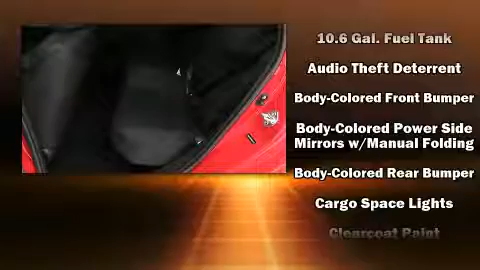 10.6 Gal. Fuel Tank
Audio Theft Deterrent
Body-Colored Front Bumper
Body-Colored Power Side
Mirrors w/Manual Folding
Body-Colored Rear Bumper
Cargo Space Lights
Clearcoat Paint